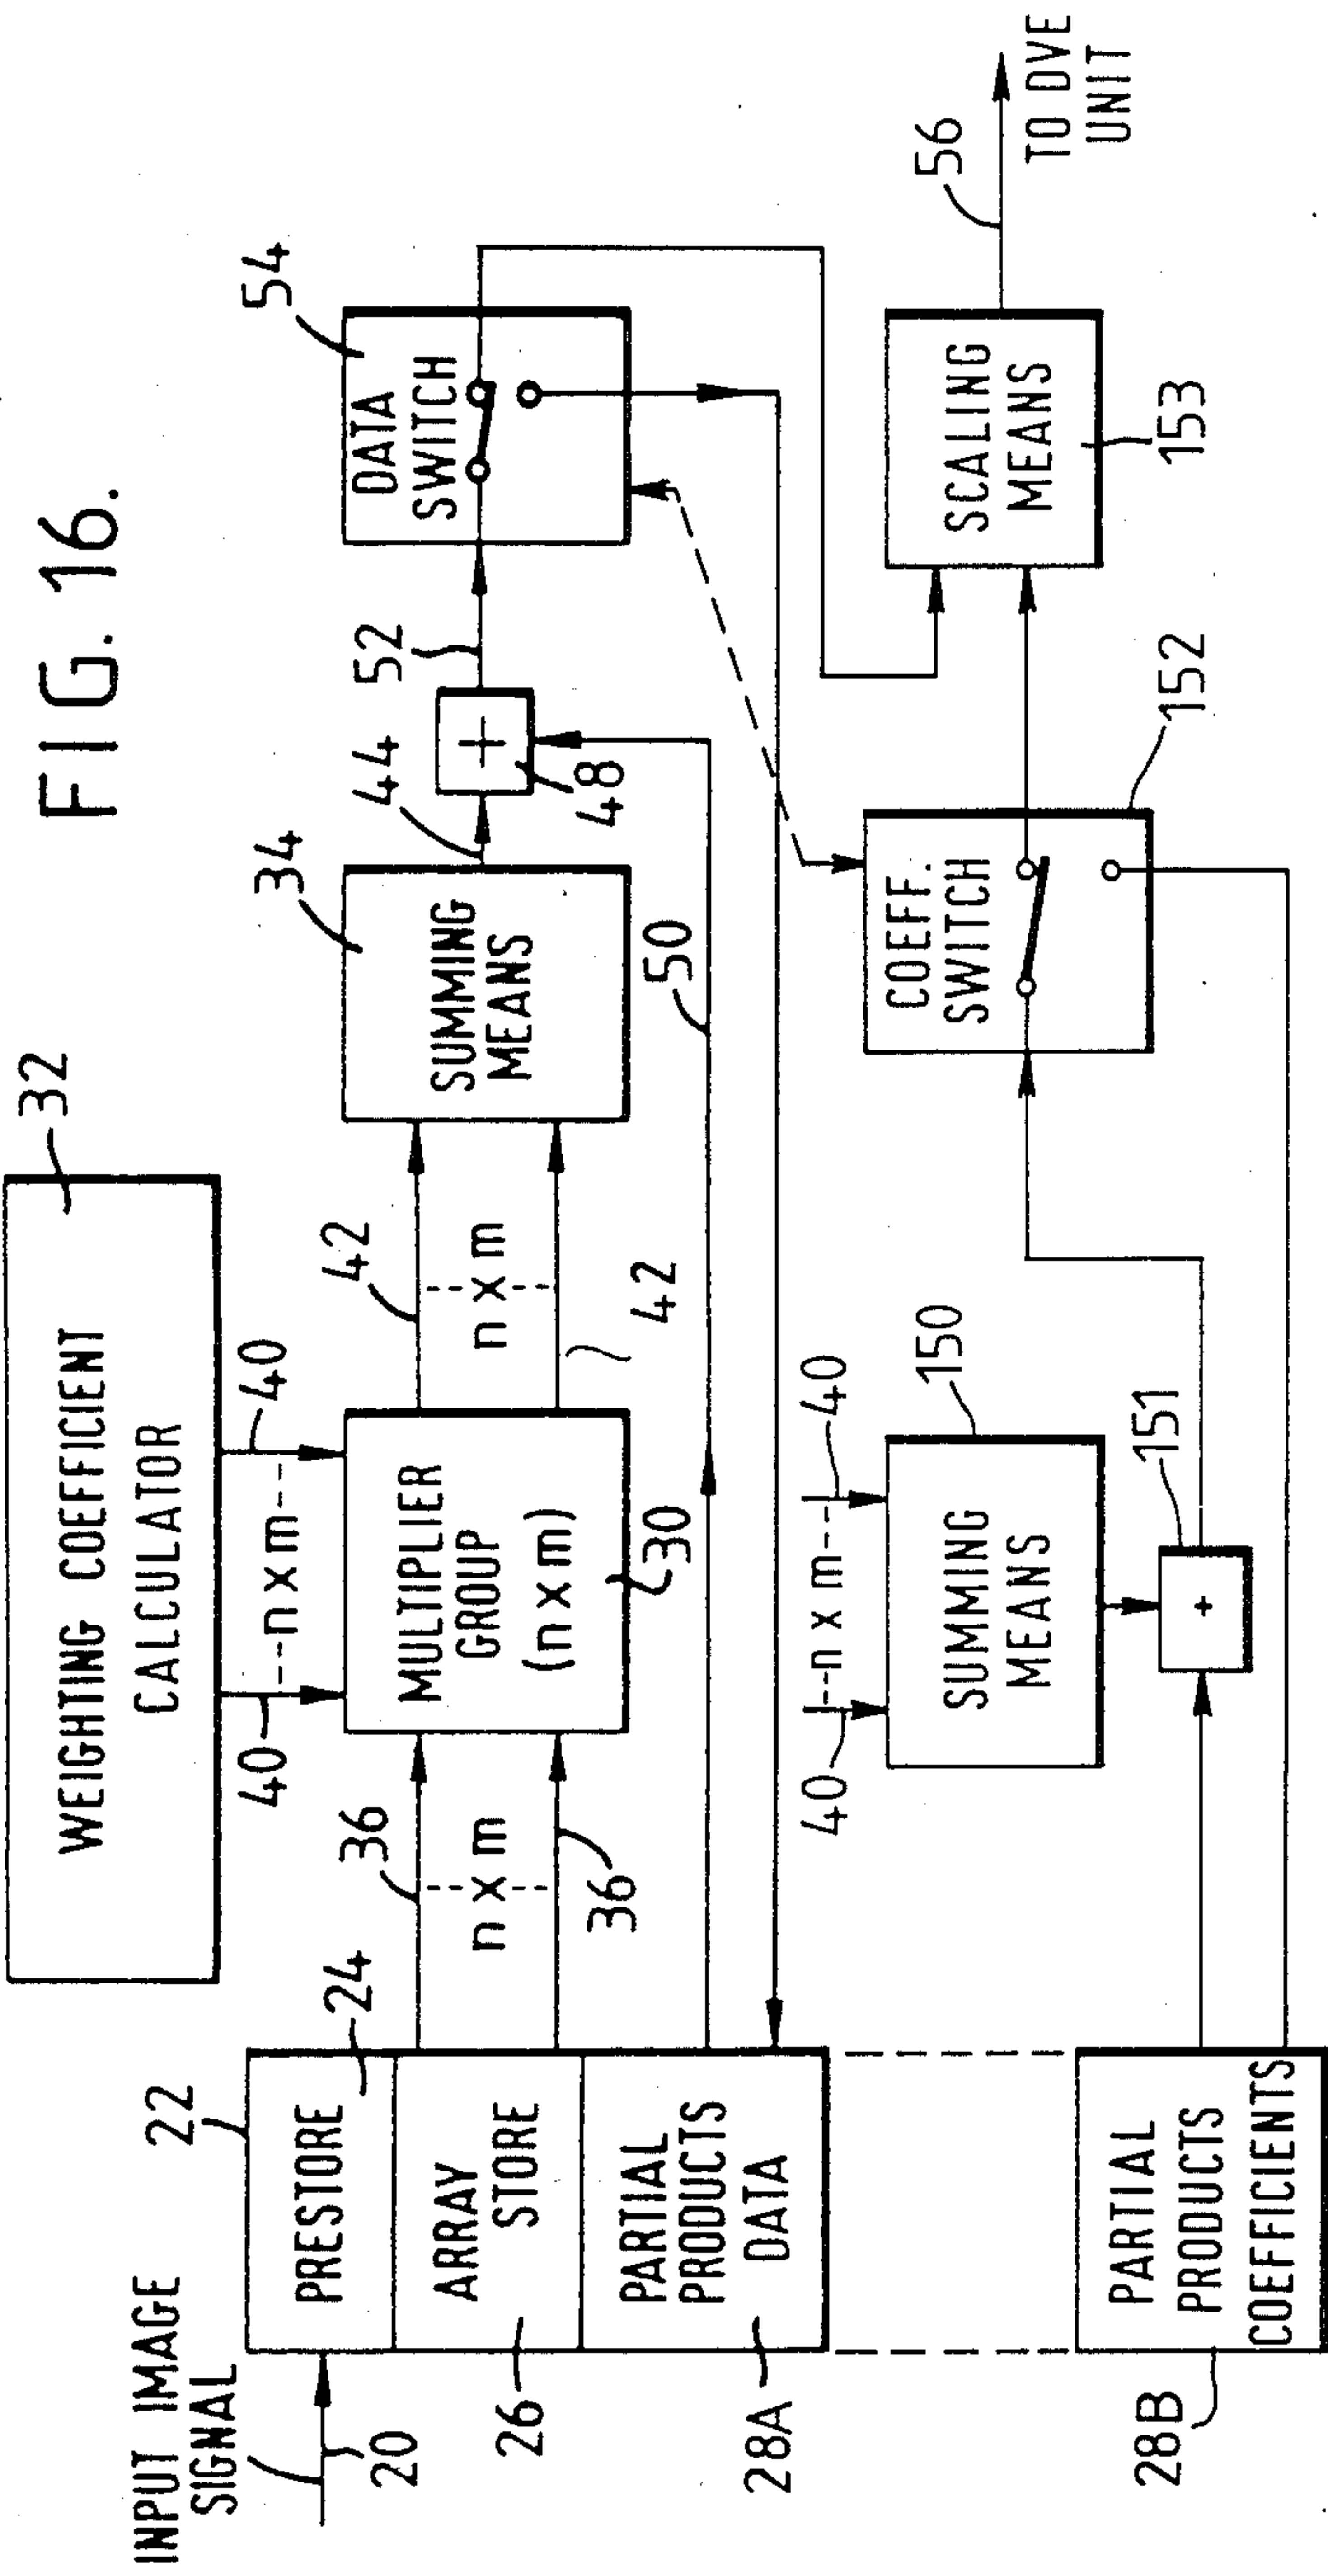 FIG. 16.
WEIGHTING COEFFICIENT
CALCULATOR
32
40
--n x m--
40
INPUT IMAGE
SIGNAL
20
22
PRESTORE
24
ARRAY
STORE
26
PARTIAL
PRODUCTS
DATA
28A
36
n x m
36
MULTIPLIER
GROUP
(n x m)
30
42
n x m
42
SUMMING
MEANS
34
44
+
48
50
52
DATA
SWITCH
54
40
--n x m--
40
SUMMING
MEANS
150
+
151
COEFF.
SWITCH
152
SCALING
MEANS
153
56
TO DVE
UNIT
PARTIAL
PRODUCTS
COEFFICIENTS
28B